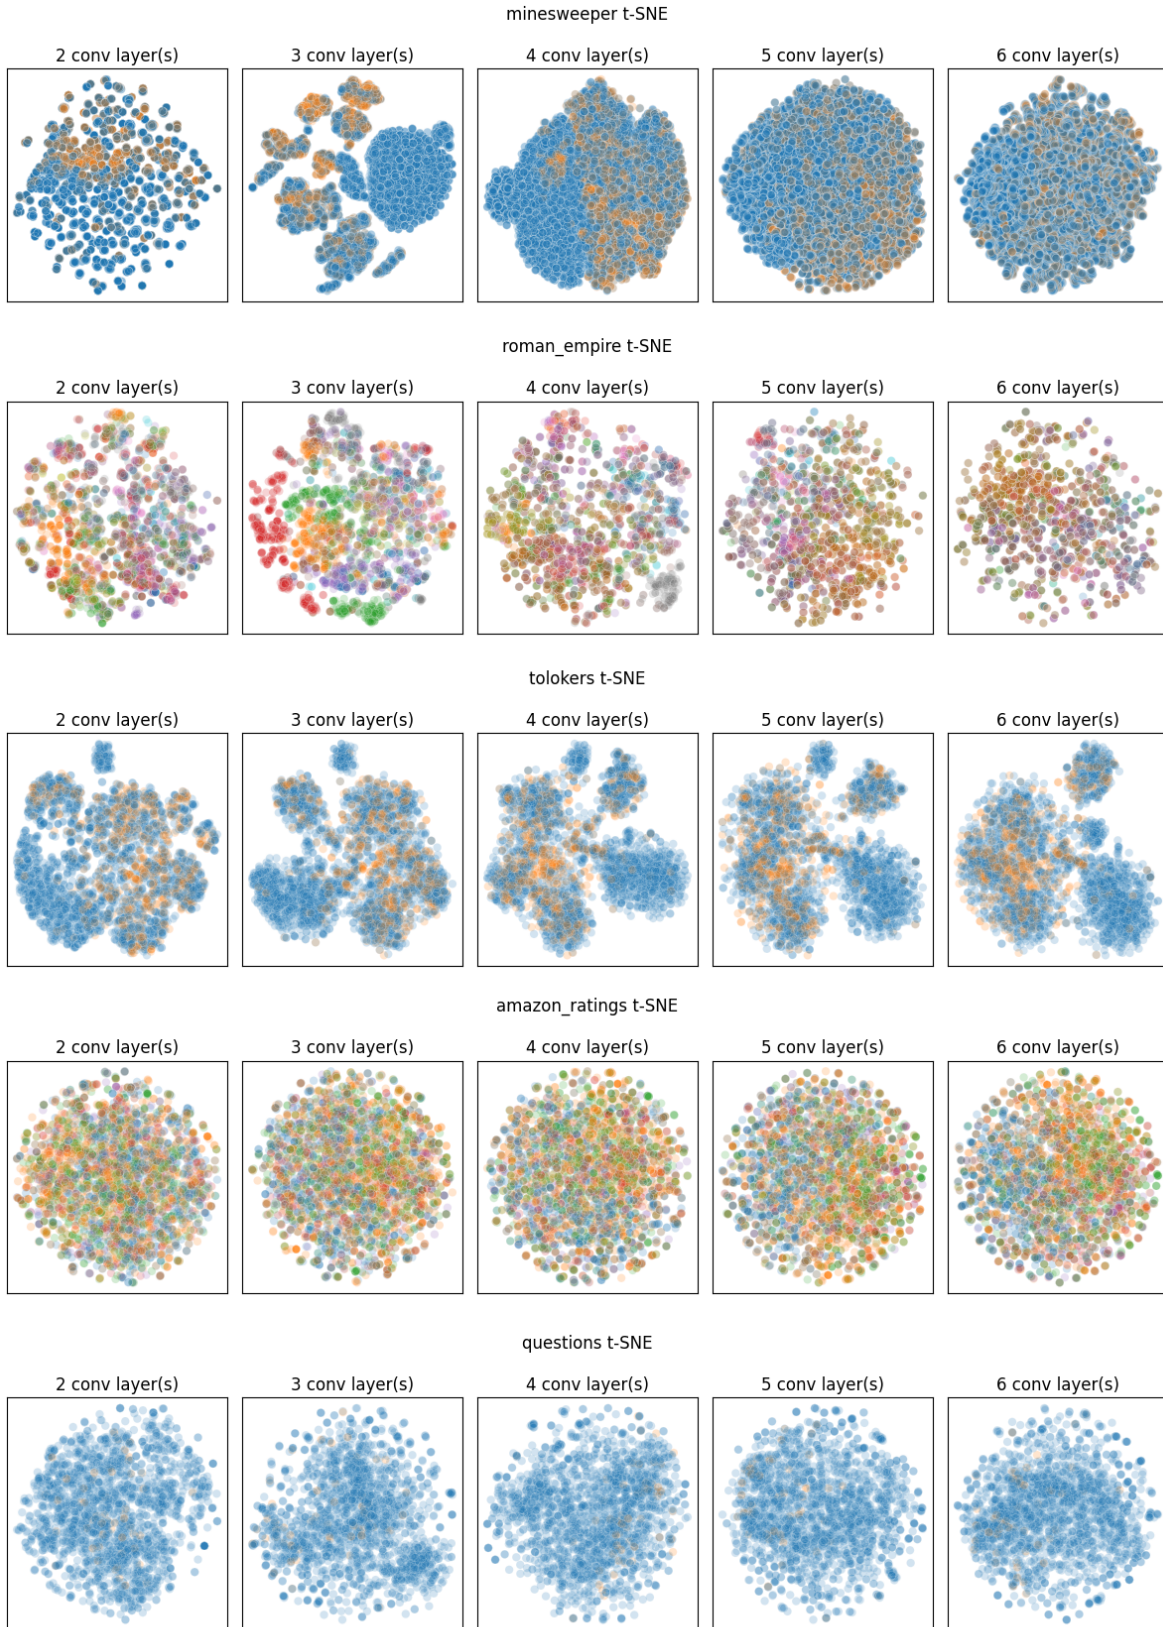 minesweeper t-SNE
2 conv layer(s) 3 conv layer(s) 4 conv layer(s) 5 conv layer(s) 6 conv layer(s)
roman_empire t-SNE
2 conv layer(s) 3 conv layer(s) 4 conv layer(s) 5 conv layer(s) 6 conv layer(s)
tolokers t-SNE
2 conv layer(s) 3 conv layer(s) 4 conv layer(s) 5 conv layer(s) 6 conv layer(s)
amazon_ratings t-SNE
2 conv layer(s) 3 conv layer(s) 4 conv layer(s) 5 conv layer(s) 6 conv layer(s)
questions t-SNE
2 conv layer(s) 3 conv layer(s) 4 conv layer(s) 5 conv layer(s) 6 conv layer(s)